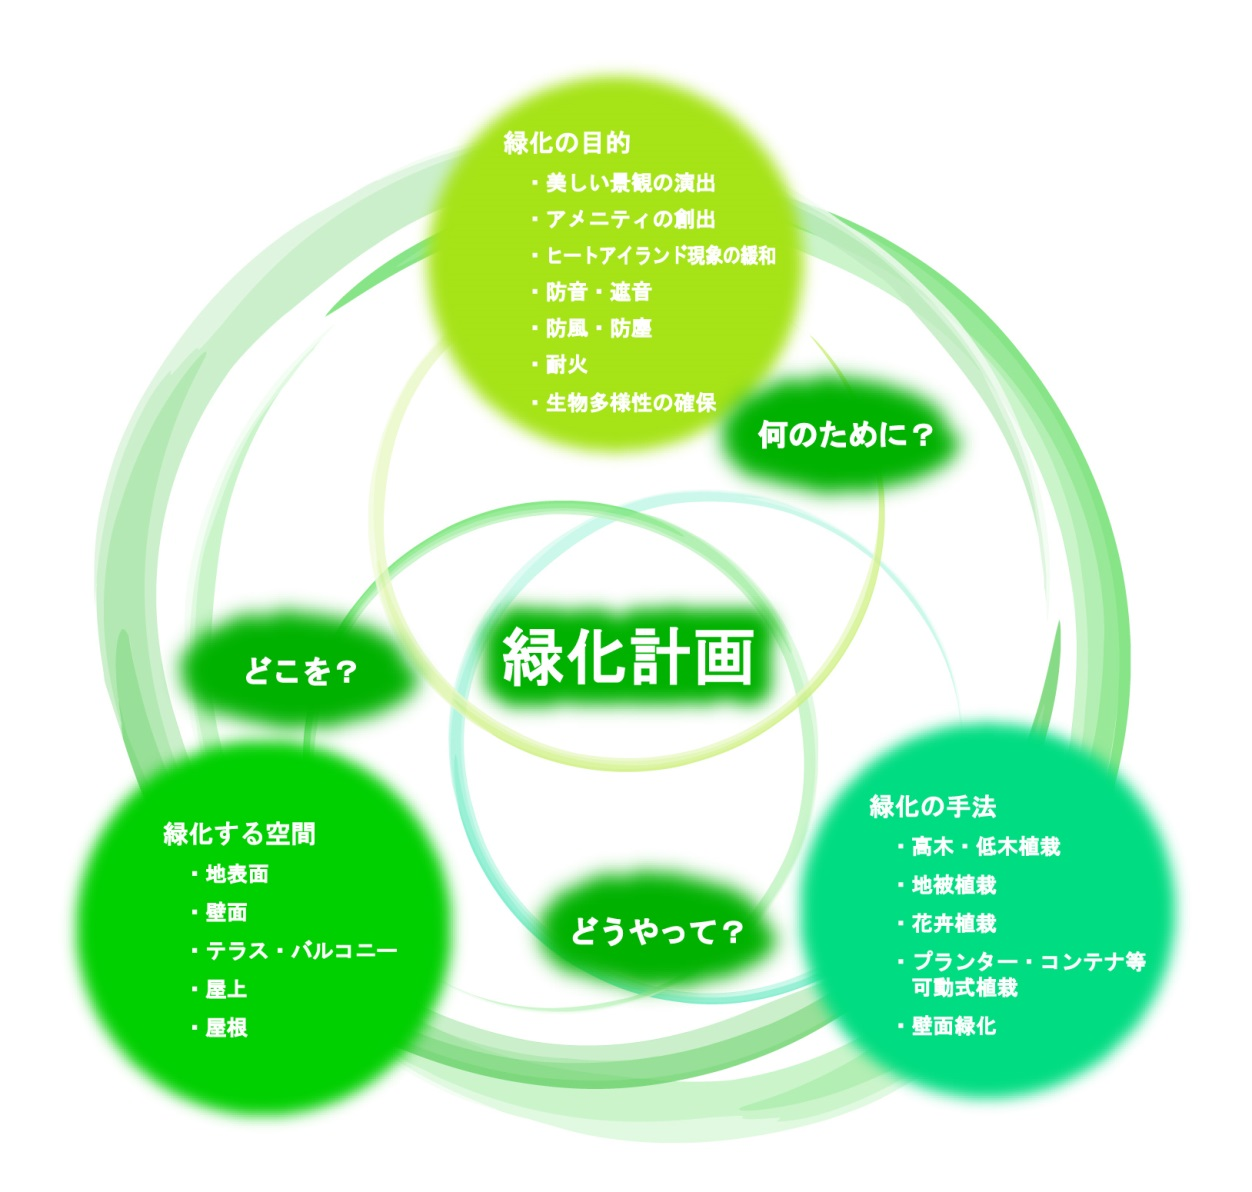 緑化の目的
・美しい景観の演出
・アメニティの創出
・ヒートアイランド現象の緩和
・防音・遮音
・防風・防塵
・耐火
・生物多様性の確保
何のために？
緑化計画
どこを？
緑化する空間
・地表面
・壁面
・テラス・バルコニー
・屋上
・屋根
どうやって？
緑化の手法
・高木・低木植栽
・地被植栽
・花卉植栽
・プランター・コンテナ等
可動式植栽
・壁面緑化